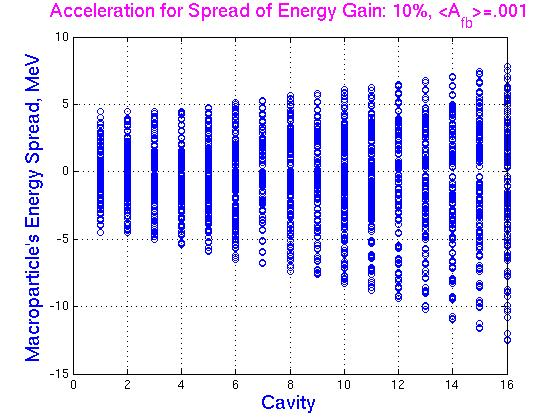 Acceleration for Spread of Energy Gain: 10%, <A_fb>=.001
10
5
0
-5
-10
-15
Macroparticle's Energy Spread, MeV
0 2 4 6 8 10 12 14 16
Cavity